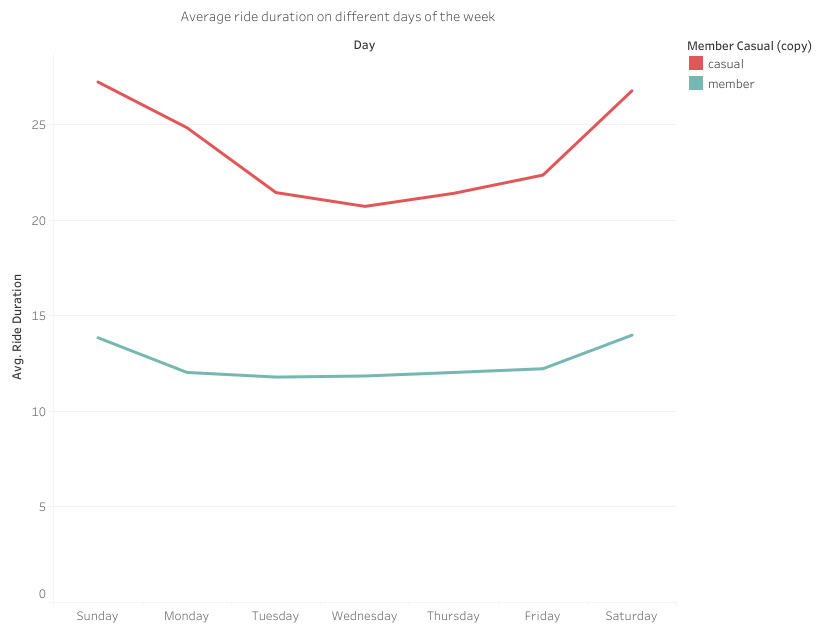 Average ride duration on different days of the week
Day
Member Casual (copy)
casual
member
Avg. Ride Duration
25
20
15
10
5
0
Sunday Monday Tuesday Wednesday Thursday Friday Saturday